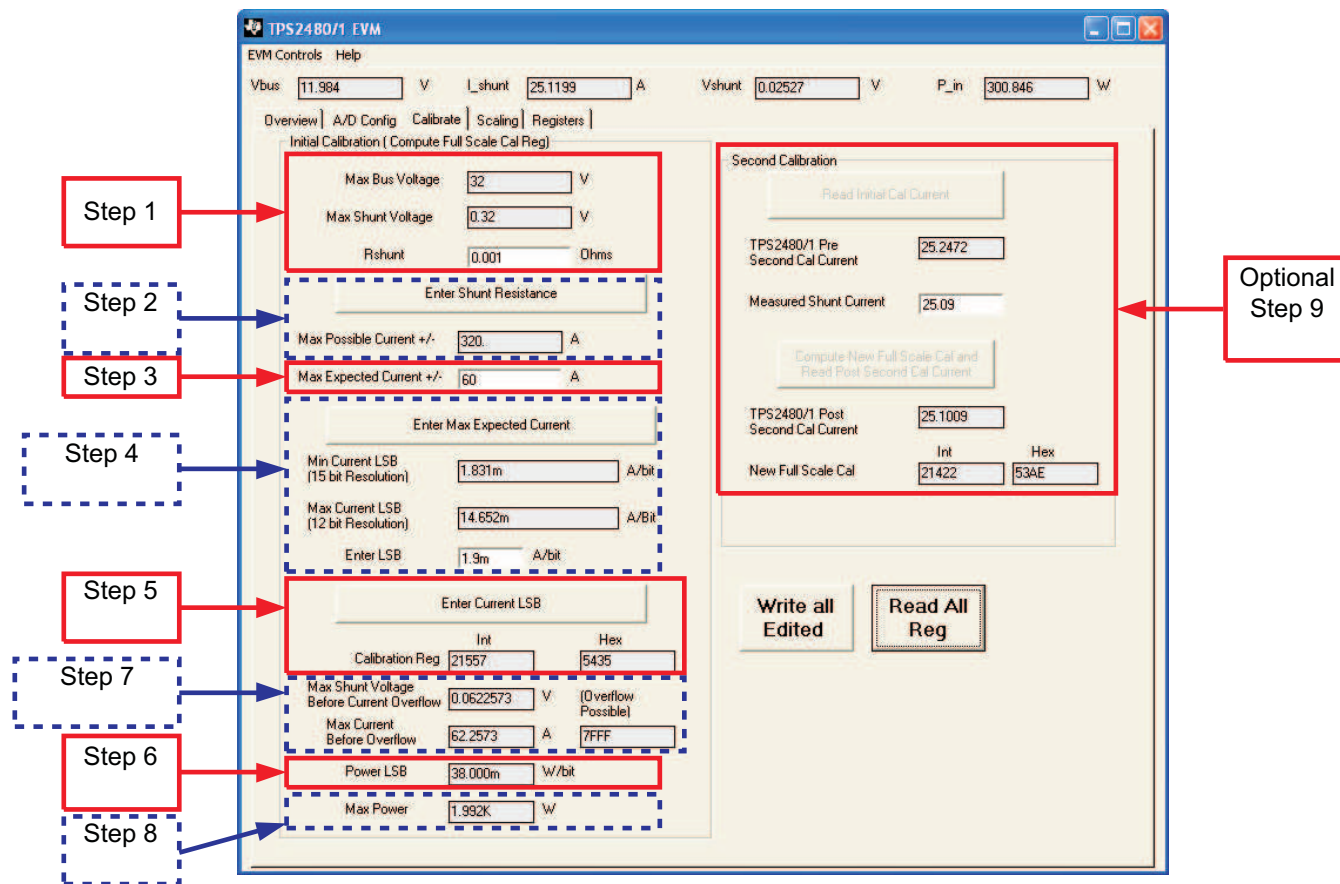 TPS2480/1 EVM
EVM Controls Help
Vbus 11.984 V I_shunt 25.1199 A Vshunt 0.02527 V P_in 300.846 W
Overview A/D Config Calibrate Scaling Registers
Initial Calibration ( Compute Full Scale Cal Reg)
Step 1
Max Bus Voltage 32 V
Max Shunt Voltage 0.32 V
Rshunt 0.001 Ohms
Step 2
Enter Shunt Resistance
Max Possible Current +/- 320. A
Step 3
Max Expected Current +/- 60 A
Step 4
Enter Max Expected Current
Min Current LSB
(15 bit Resolution) 1.831m A/bit
Max Current LSB
(12 bit Resolution) 14.652m A/Bit
Enter LSB 1.9m A/bit
Step 5
Enter Current LSB
Int Hex
Calibration Reg 21557 5435
Step 7
Max Shunt Voltage
Before Current Overflow 0.0622573 V (Overflow
Possible)
Max Current
Before Overflow 62.2573 A 7FFF
Step 6
Power LSB 38.000m W/bit
Step 8
Max Power 1.992K W
Second Calibration
Read Initial Cal Current
TPS2480/1 Pre
Second Cal Current 25.2472
Measured Shunt Current 25.09
Compute New Full Scale Cal and
Read Post Second Cal Current
TPS2480/1 Post
Second Cal Current 25.1009
Int Hex
New Full Scale Cal 21422 53AE
Optional
Step 9
Write all
Edited
Read All
Reg